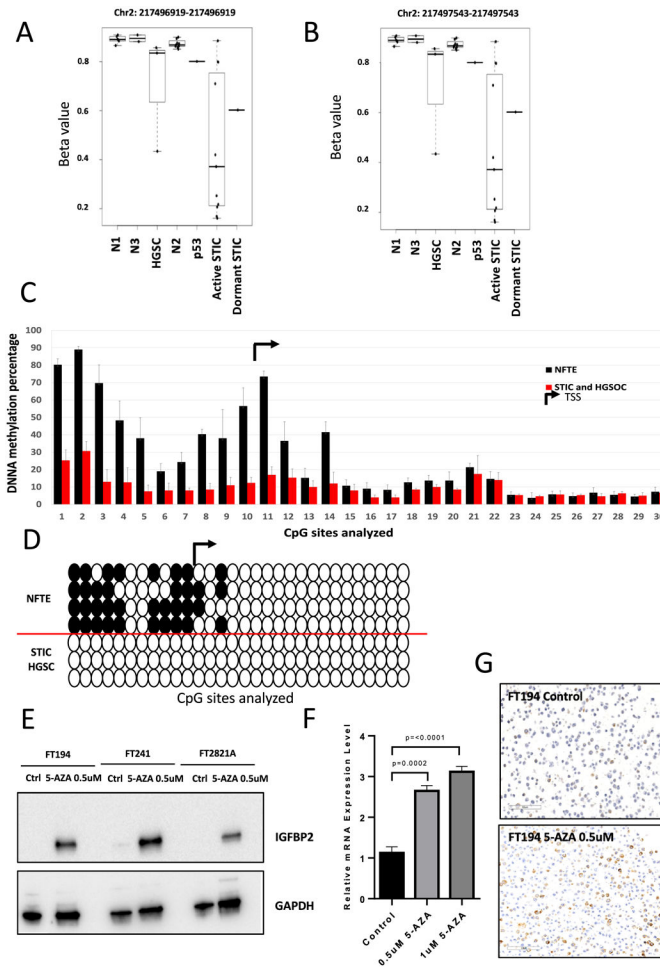 A
Chr2: 217496919-217496919
Beta value
0.8
0.6
0.4
0.2
N1
N3
HGSC
N2
p53
Active STIC
Dormant STIC
B
Chr2: 217497543-217497543
Beta value
0.8
0.6
0.4
0.2
N1
N3
HGSC
N2
p53
Active STIC
Dormant STIC
C
DNNA methylation percentage
100
90
80
70
60
50
40
30
20
10
0
NFTE
STIC and HGSOC
TSS
1 2 3 4 5 6 7 8 9 10 11 12 13 14 15 16 17 18 19 20 21 22 23 24 25 26 27 28 29 30
CpG sites analyzed
D
NFTE
STIC
HGSC
CpG sites analyzed
E
FT194 FT241 FT2821A
Ctrl 5-AZA 0.5uM Ctrl 5-AZA 0.5uM Ctrl 5-AZA 0.5uM
IGFBP2
GAPDH
F
Relative mRNA Expression Level
4
3
2
1
0
p=<0.0001
p=0.0002
Control
0.5uM 5-AZA
1uM 5-AZA
G
FT194 Control
FT194 5-AZA 0.5uM